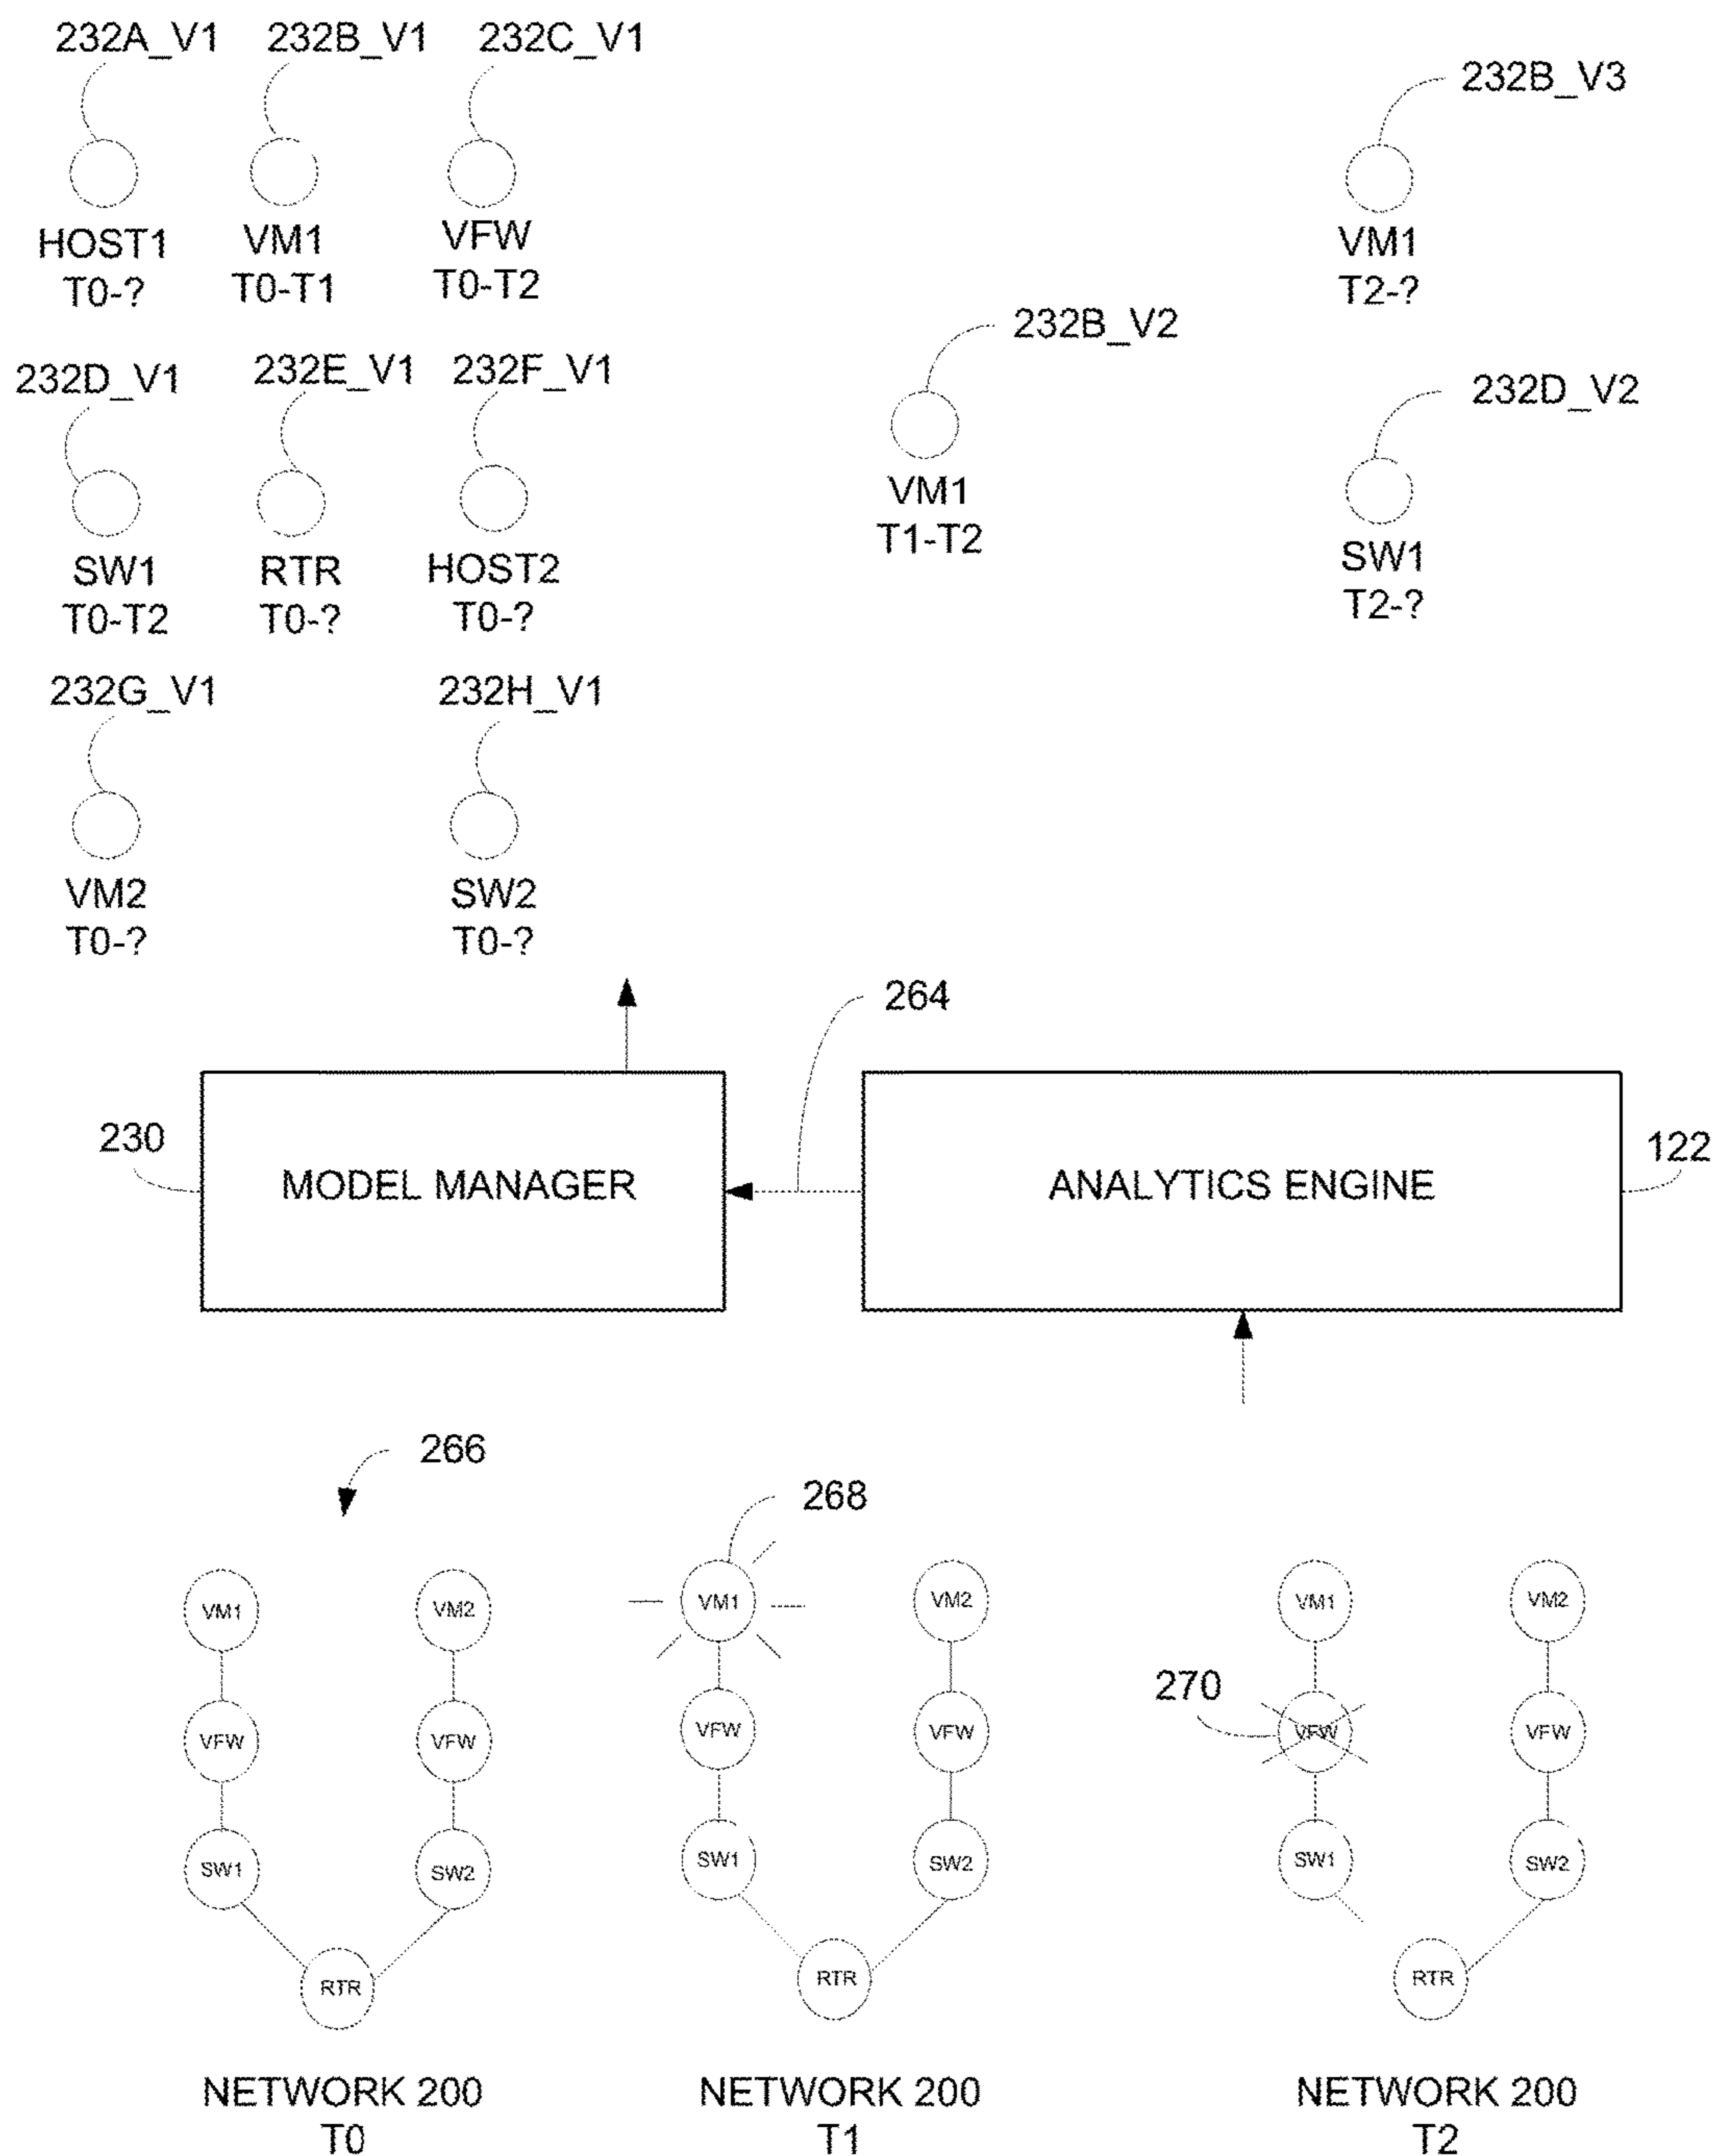 232A_V1 232B_V1 232C_V1
232B_V3
HOST1 VM1 VFW
T0-? T0-T1 T0-T2
VM1
T2-?
232B_V2
232D_V1 232E_V1 232F_V1
232D_V2
VM1
T1-T2
SW1 RTR HOST2
T0-T2 T0-? T0-?
SW1
T2-?
232G_V1 232H_V1
VM2 SW2
T0-? T0-?
264
230
122
MODEL MANAGER
ANALYTICS ENGINE
266
268
VM1 VM2 VM1 VM2 VM1 VM2
270
VFW VFW VFW VFW VFW VFW
SW1 SW2 SW1 SW2 SW1 SW2
RTR RTR RTR
NETWORK 200 NETWORK 200 NETWORK 200
T0 T1 T2